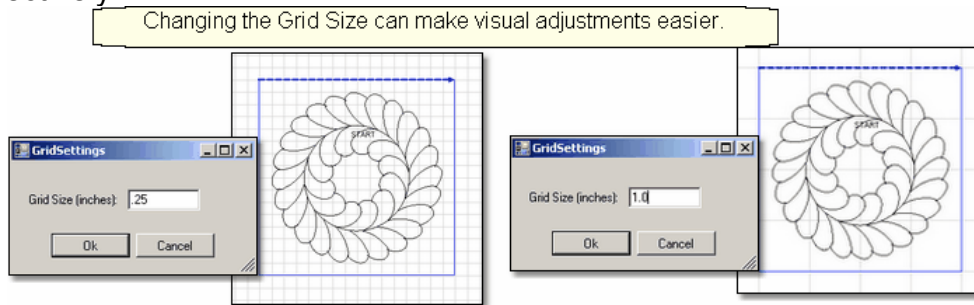 Changing the Grid Size can make visual adjustments easier.
START
GridSettings
Grid Size (inches): .25
Ok Cancel
START
GridSettings
Grid Size (inches): 1.0
Ok Cancel